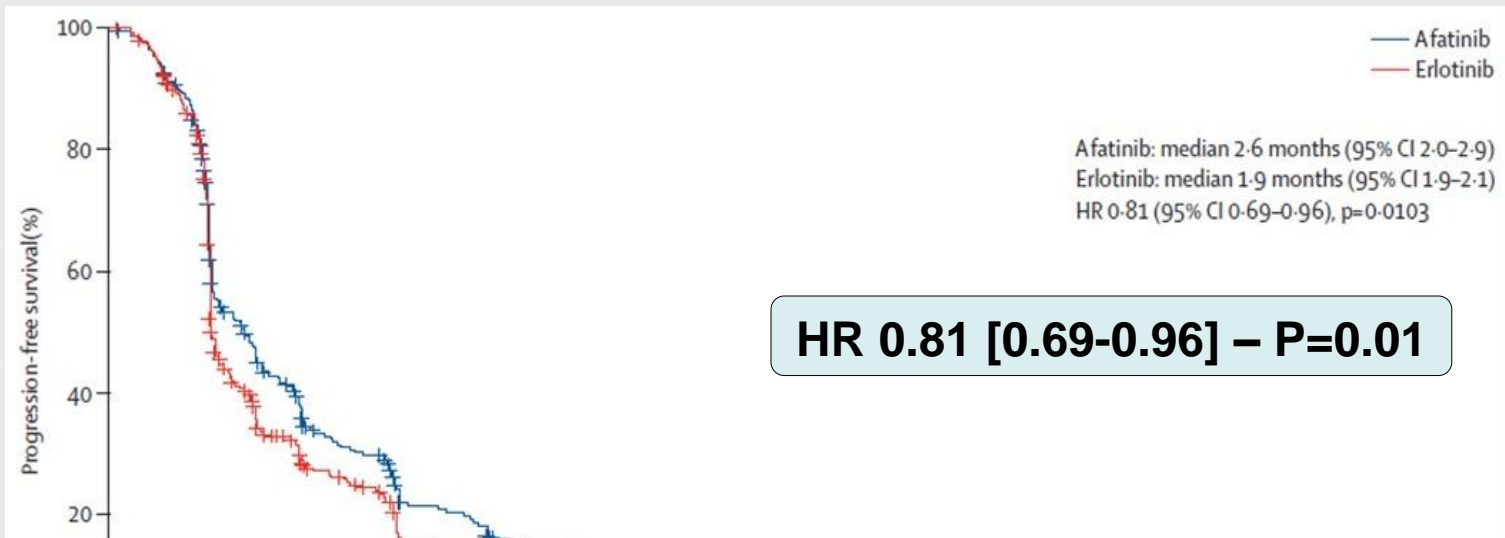 100
80
60
40
20
Progression-free survival(%)
Afatinib
Erlotinib
Afatinib: median 2·6 months (95% CI 2·0–2·9)
Erlotinib: median 1·9 months (95% CI 1·9–2·1)
HR 0·81 (95% CI 0·69–0·96), p=0·0103
HR 0.81 [0.69-0.96] – P=0.01